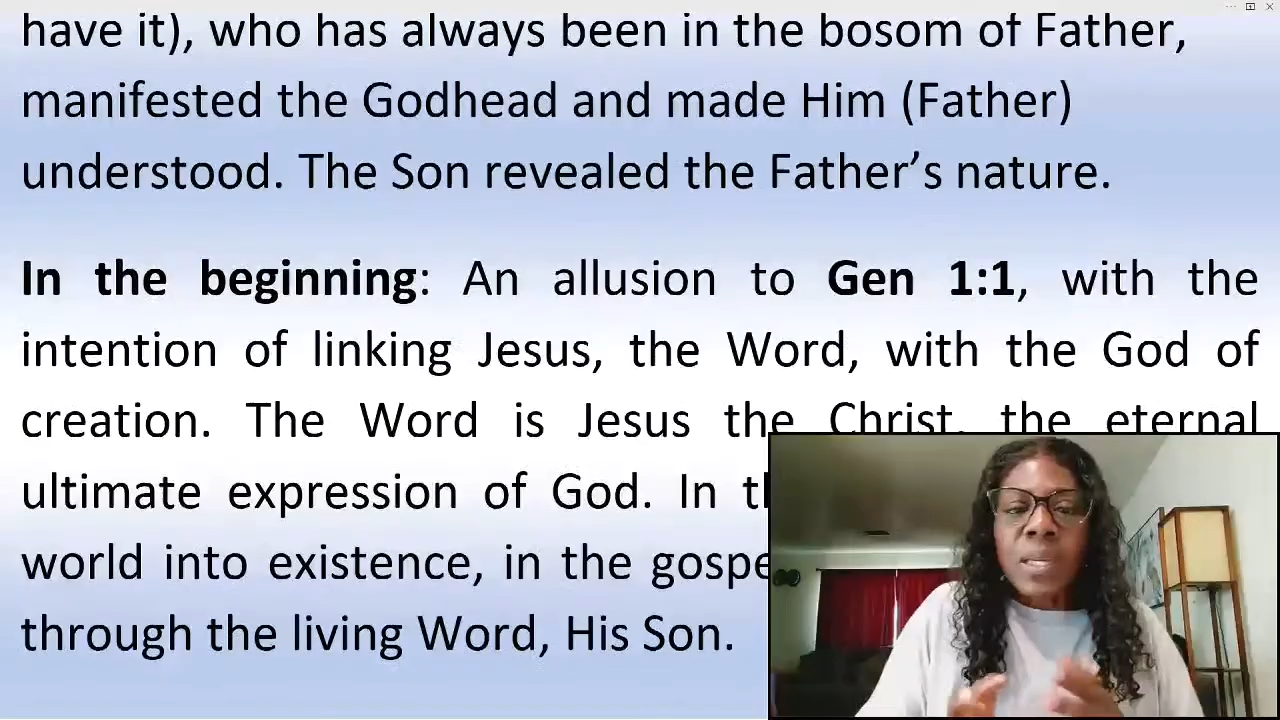 have it), who has always been in the bosom of Father,
manifested the Godhead and made Him (Father)
understood. The Son revealed the Father’s nature.
In the beginning: An allusion to Gen 1:1, with the
intention of linking Jesus, the Word, with the God of
creation. The Word is Jesus the Christ, the eternal
ultimate expression of God. In
world into existence, in the
through the living Word, His Son.